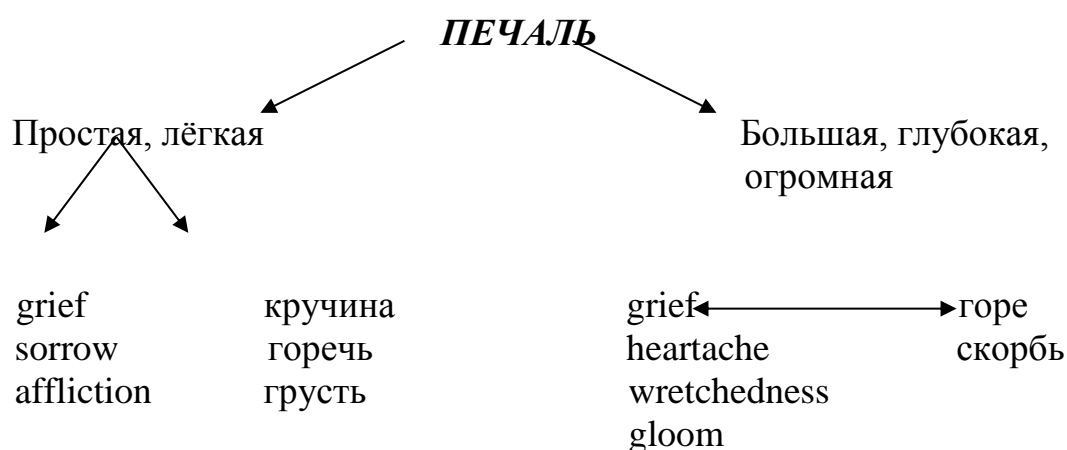 ПЕЧАЛЬ
Простая, лёгкая
Большая, глубокая,
огромная
grief кручина grief горе
sorrow горечь heartache скорбь
affliction грусть wretchedness
gloom